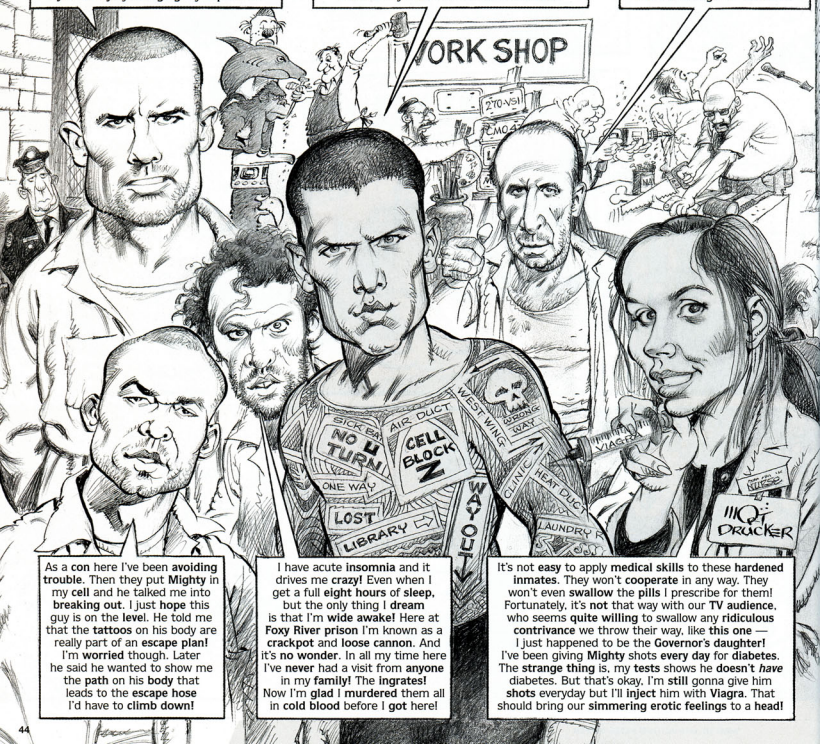 WORK SHOP
270-VSI
CMO4
SICK BAY
AIR DUCT
WEST WING
WRONG
WAY
NO U
TURN
CELL
BLOCK
Z
ONE WAY
CLINIC
HEAT DUCT
LOST
WAY OUT
LIBRARY
LAUNDRY R
VIAGRA
NURSE
MORT
DRUCKER
As a con here I've been avoiding
trouble. Then they put Mighty in
my cell and he talked me into
breaking out. I just hope this
guy is on the level. He told me
that the tattoos on his body are
really part of an escape plan!
I'm worried though. Later
he said he wanted to show me
the path on his body that
leads to the escape hose
I'd have to climb down!
I have acute insomnia and it
drives me crazy! Even when I
get a full eight hours of sleep,
but the only thing I dream
is that I'm wide awake! Here at
Foxy River prison I'm known as a
crackpot and loose cannon. And
it's no wonder. In all my time here
I've never had a visit from anyone
in my family! The ingrates!
Now I'm glad I murdered them all
in cold blood before I got here!
It's not easy to apply medical skills to these hardened
inmates. They won't cooperate in any way. They
won't even swallow the pills I prescribe for them!
Fortunately, it's not that way with our TV audience,
who seems quite willing to swallow any ridiculous
contrivance we throw their way, like this one —
I just happened to be the Governor's daughter!
I've been giving Mighty shots every day for diabetes.
The strange thing is, my tests shows he doesn't have
diabetes. But that's okay, I'm still gonna give him
shots everyday but I'll inject him with Viagra. That
should bring our simmering erotic feelings to a head!
44